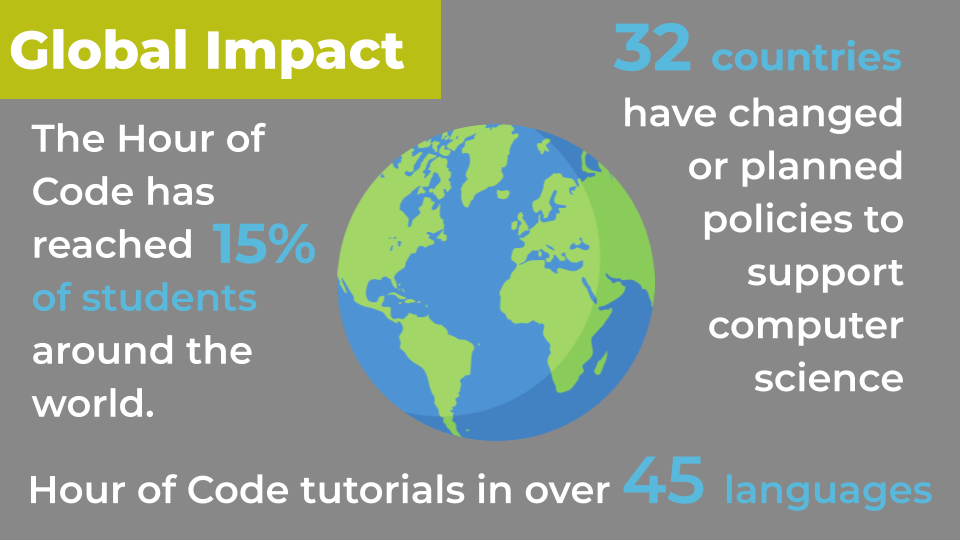 Global Impact
The Hour of
Code has
reached 15%
of students
around the
world.
32 countries
have changed
or planned
policies to
support
computer
science
Hour of Code tutorials in over 45 languages